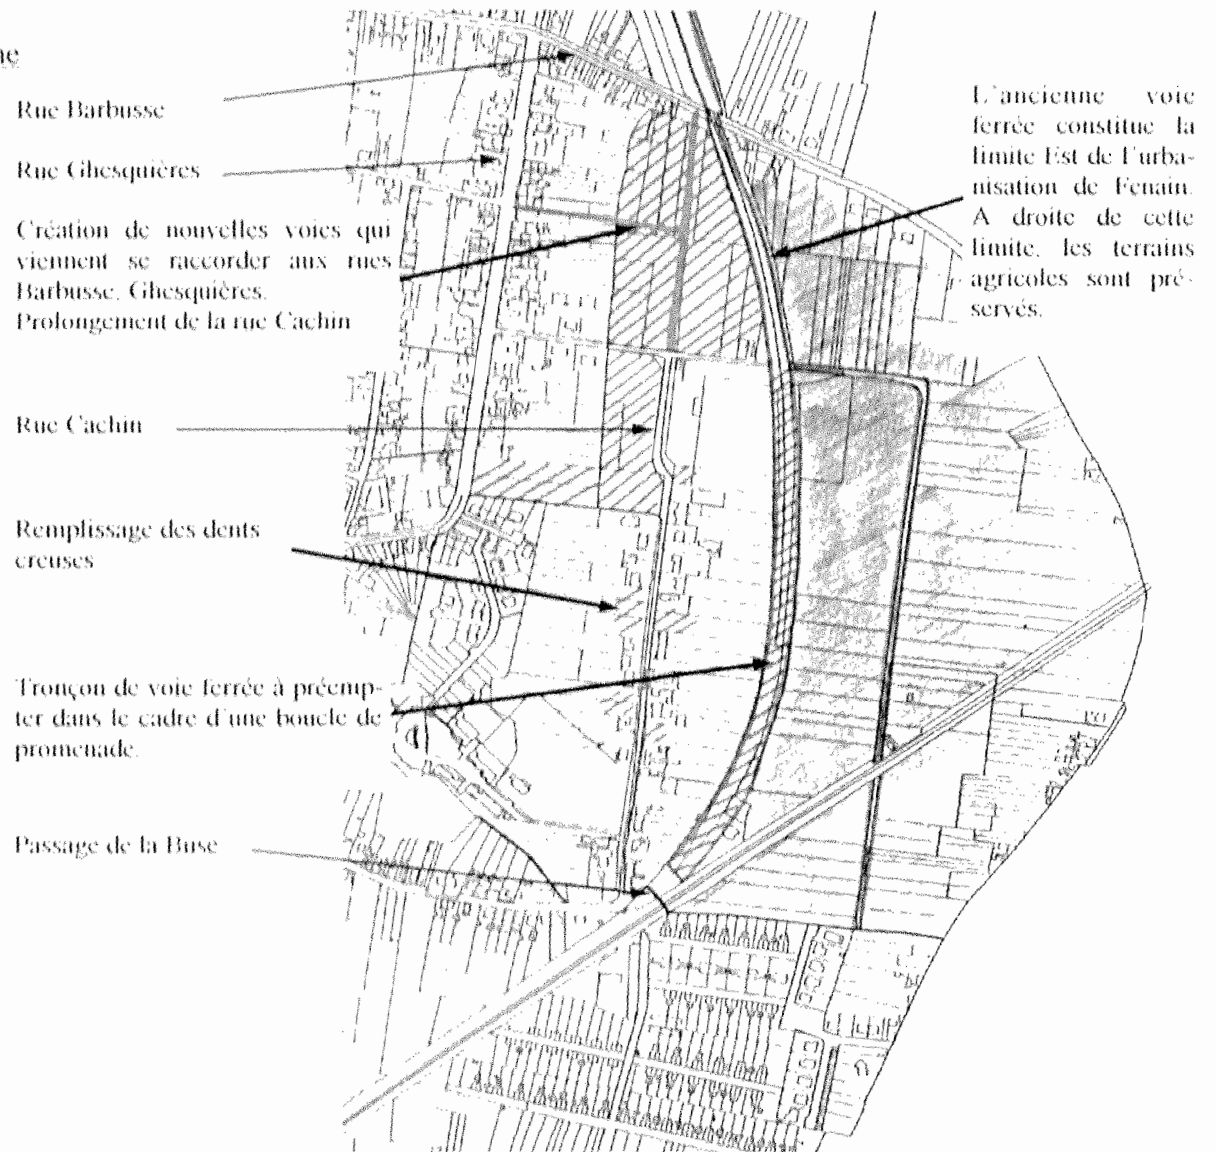 Rue Barbusse
Rue Ghesquières
Création de nouvelles voies qui
viennent se raccorder aux rues
Barbusse, Ghesquières.
Prolongement de la rue Cachin
Rue Cachin
Remplissage des dents
creuses
Tronçon de voie ferrée à préemp-
ter dans le cadre d'une boucle de
promenade.
Passage de la Buse
L'ancienne voie
ferrée constitue la
limite Est de l'urba-
nisation de Fenain.
A droite de cette
limite, les terrains
agricoles sont pré-
servés.